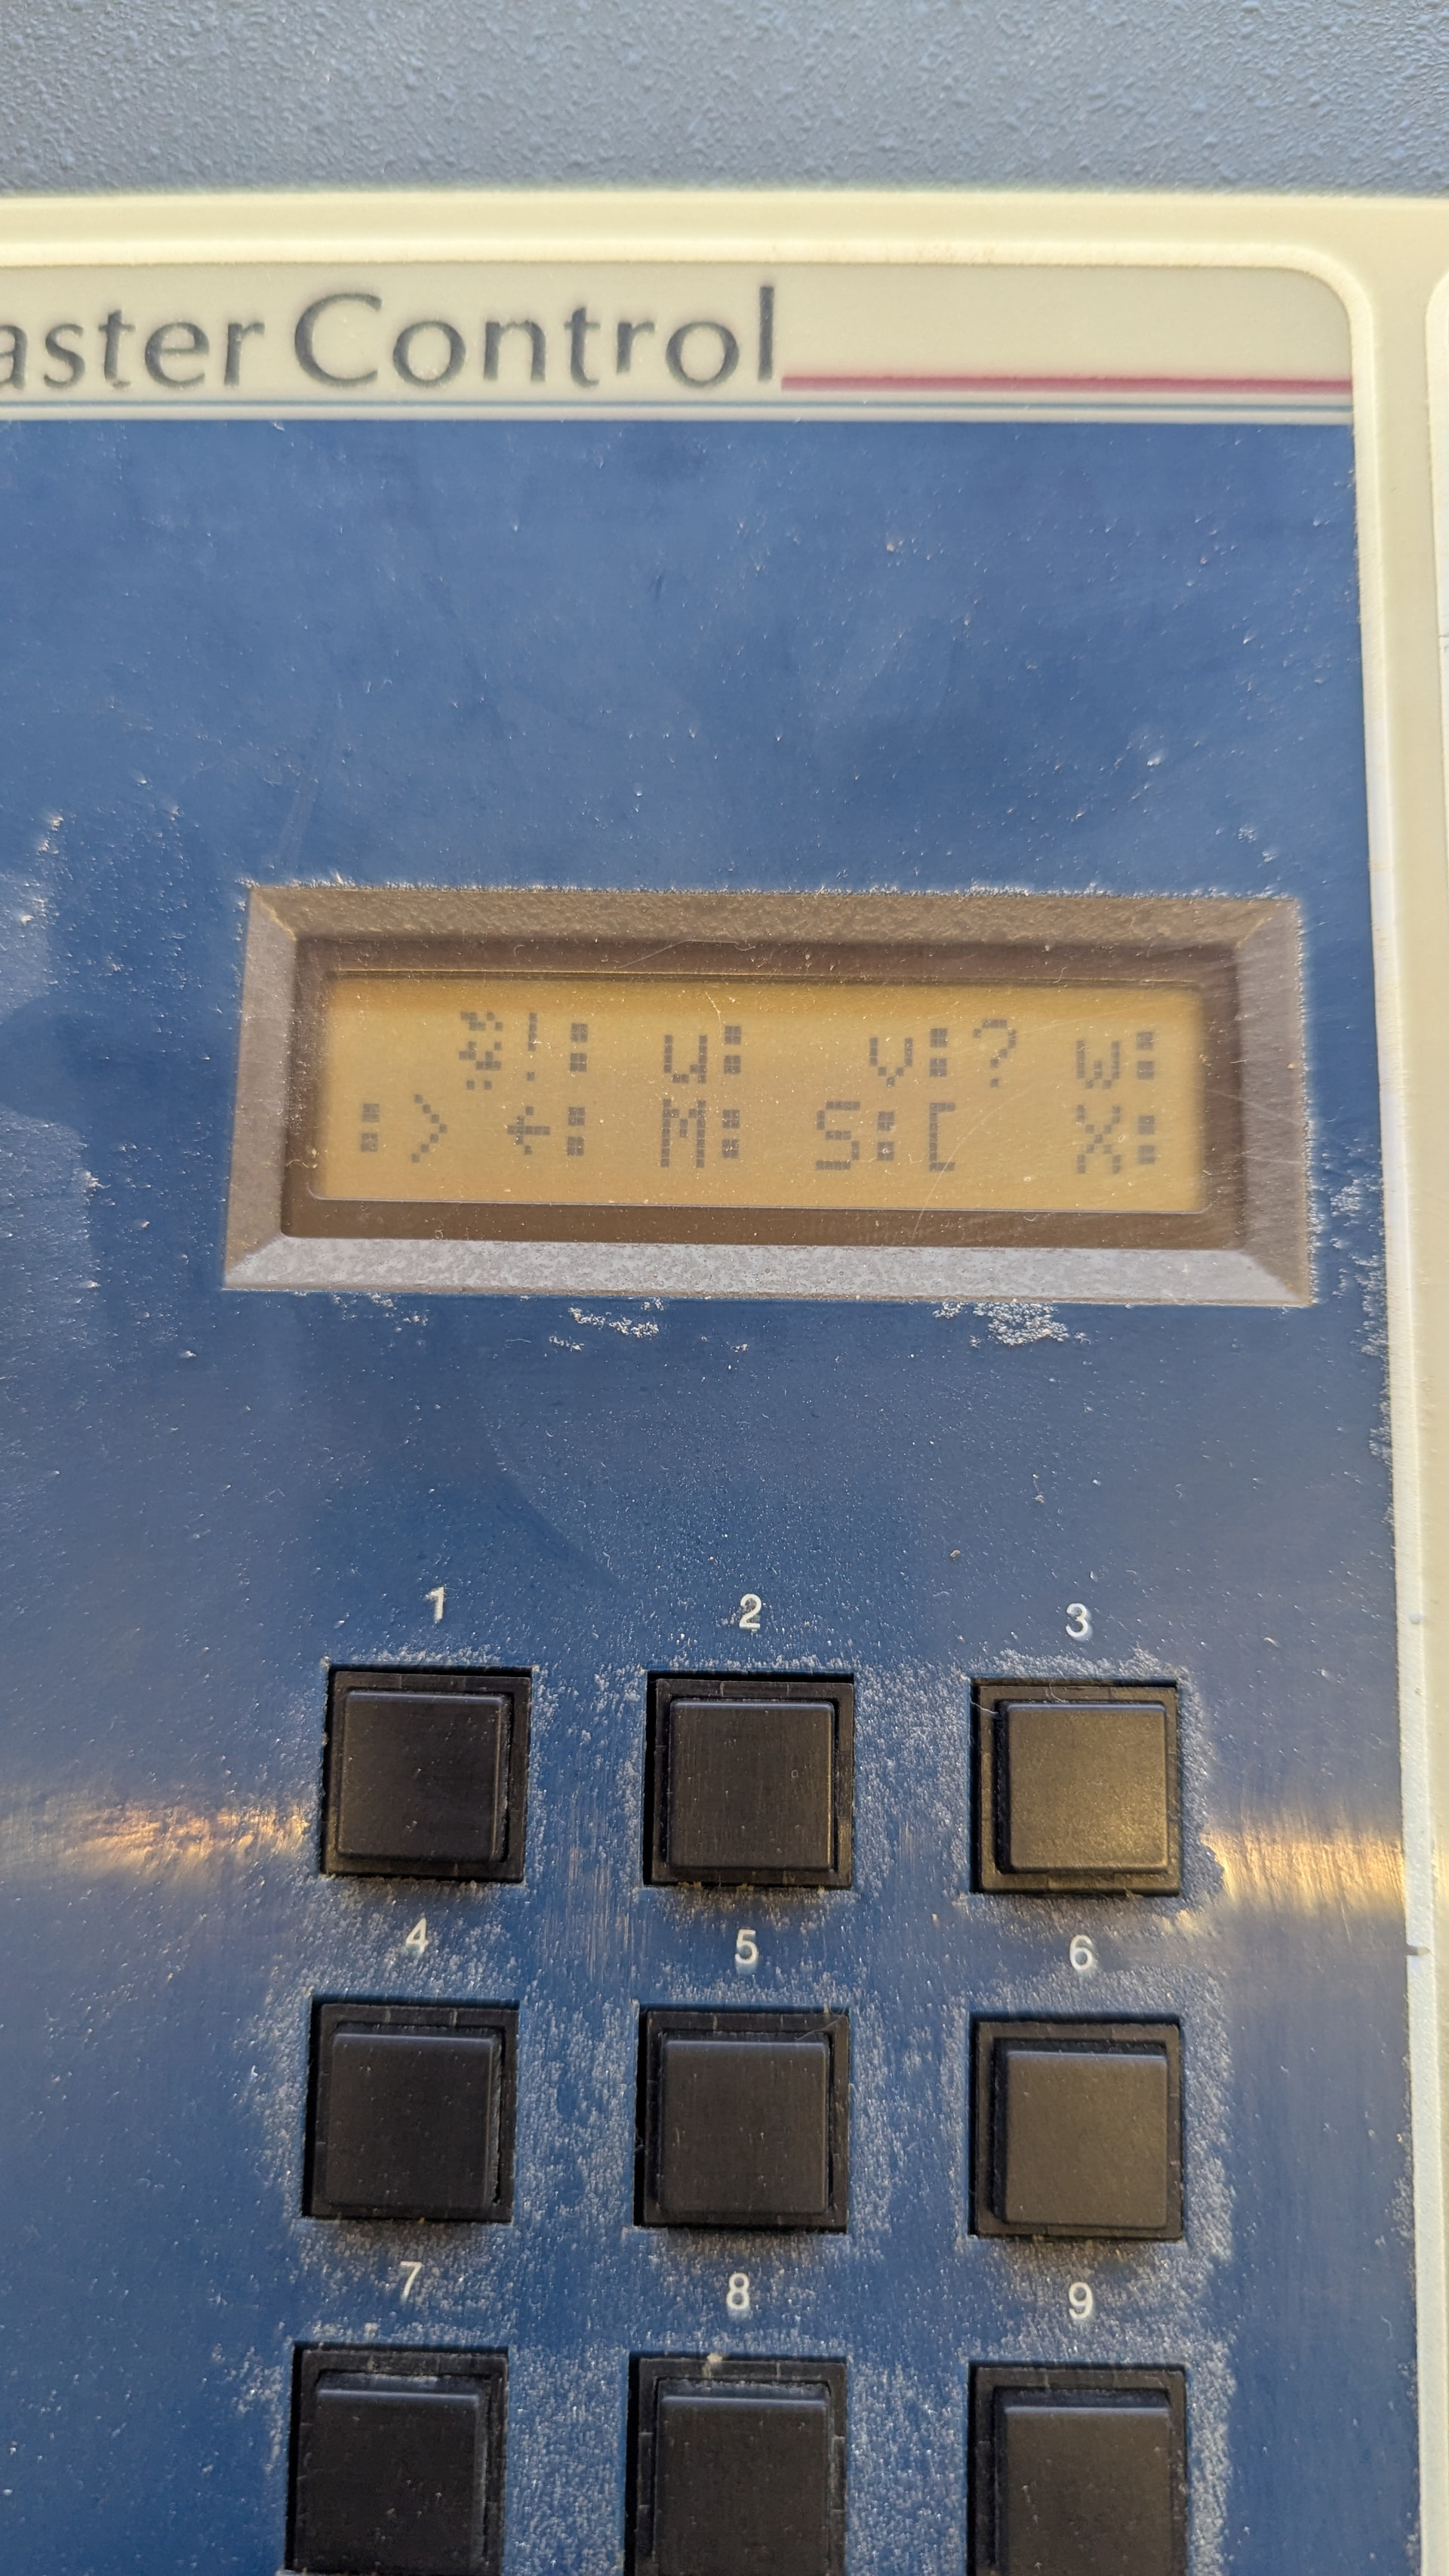 aster Control
!: u: v:? w:
:> ←: M: S:[ X:
1 2 3
4 5 6
7 8 9